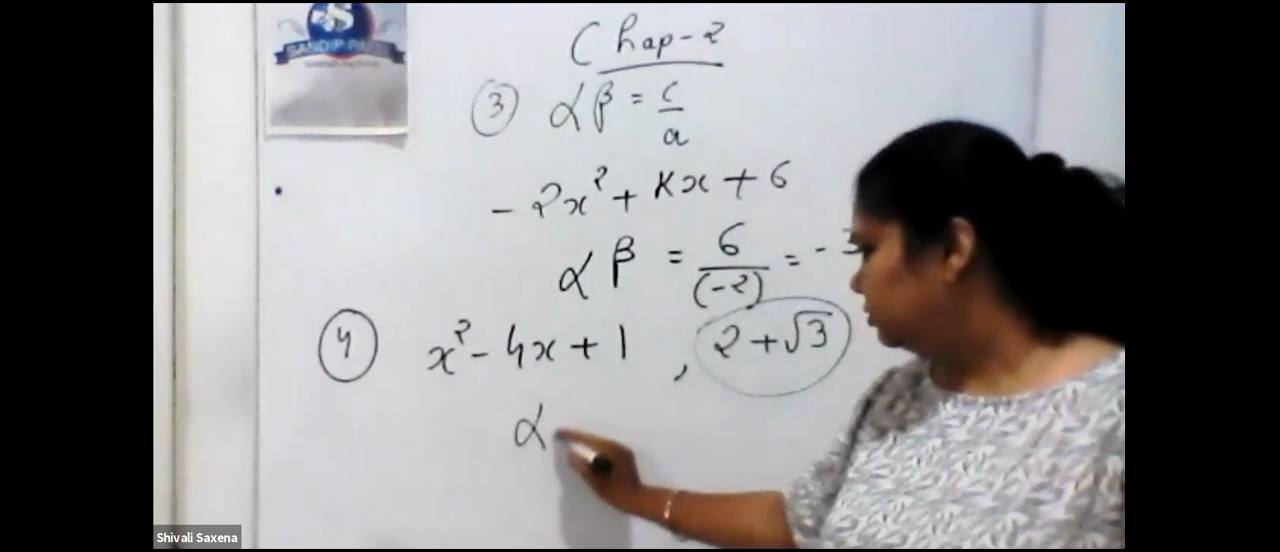 SANDIP
Chap-2
③ αβ = c/a
- 2x² + kx + 6
αβ = 6/(-2) = - 3
④ x² - 4x + 1 , 2 + √3
α
Shivali Saxena